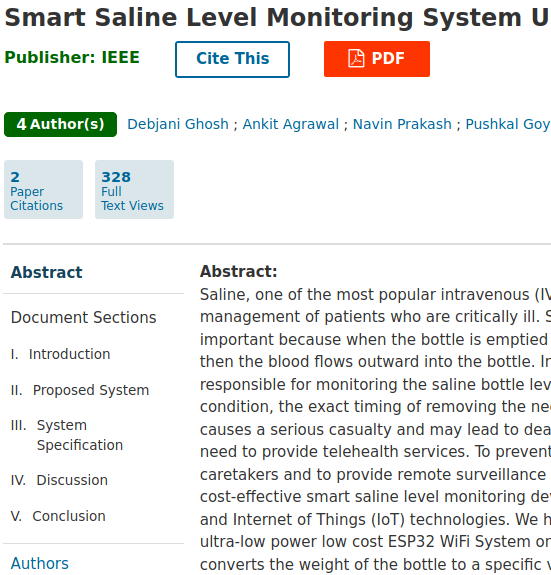 Smart Saline Level Monitoring System U
Publisher: IEEE
Cite This
PDF
4 Author(s)
Debjani Ghosh ; Ankit Agrawal ; Navin Prakash ; Pushkal Goy
2
Paper
Citations
328
Full
Text Views
Abstract
Document Sections
I. Introduction
II. Proposed System
III. System
Specification
IV. Discussion
V. Conclusion
Authors
Abstract:
Saline, one of the most popular intravenous (IV
management of patients who are critically ill. S
important because when the bottle is emptied
then the blood flows outward into the bottle. In
responsible for monitoring the saline bottle lev
condition, the exact timing of removing the nee
causes a serious casualty and may lead to dea
need to provide telehealth services. To prevent
caretakers and to provide remote surveillance
cost-effective smart saline level monitoring dev
and Internet of Things (IoT) technologies. We h
ultra-low power low cost ESP32 WiFi System on
converts the weight of the bottle to a specific v